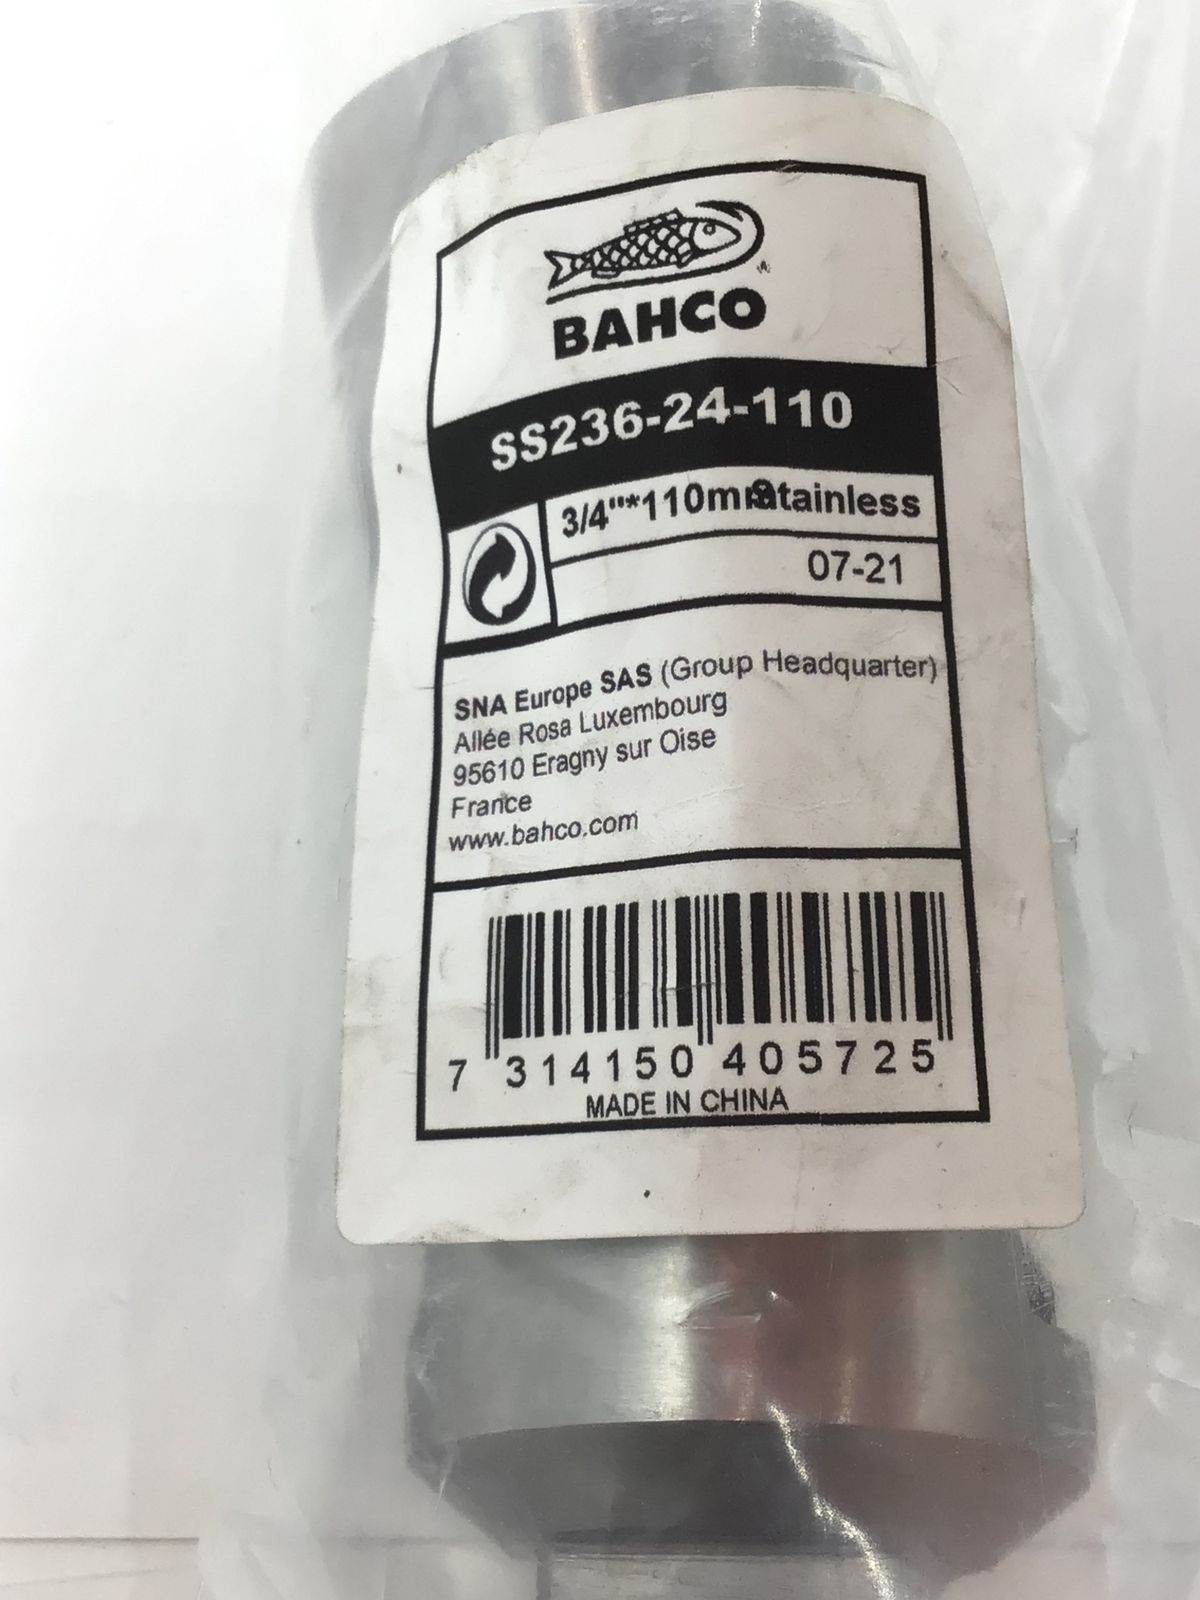 BAHCO
SS236-24-110
3/4"*110mm Stainless
07-21
SNA Europe SAS (Group Headquarter)
Allée Rosa Luxembourg
95610 Eragny sur Oise
France
www.bahco.com
7 314150 405725
MADE IN CHINA